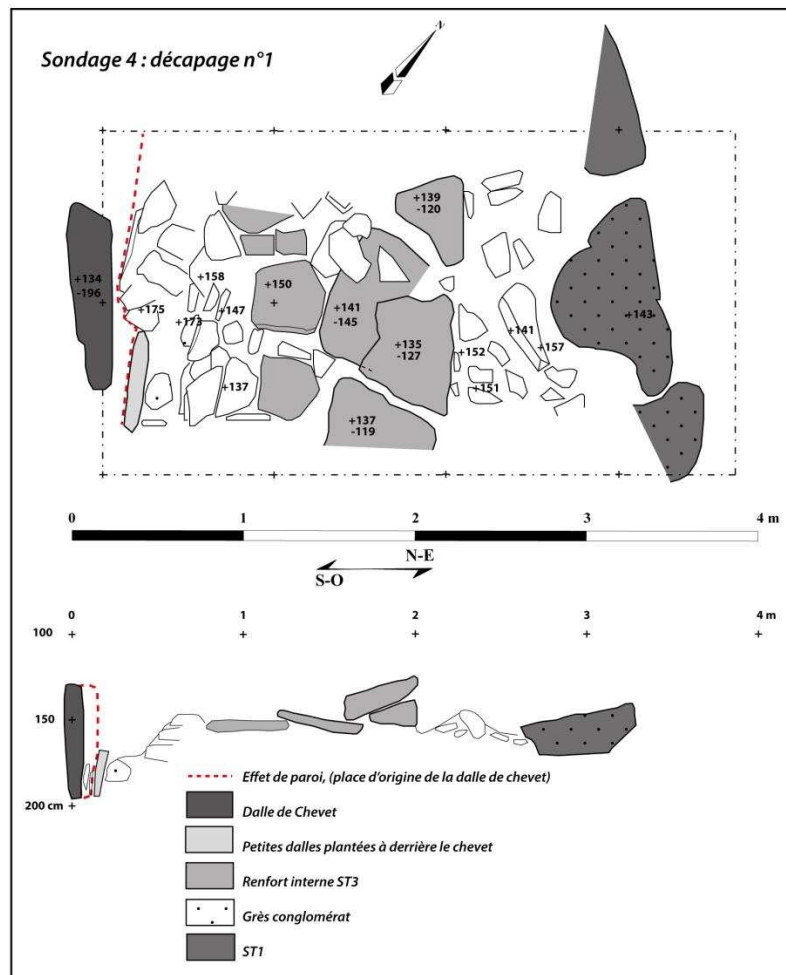 Sondage 4 : décapage n°1
+139
-120
+134
-196
+158
+150
+175
+147
+173
+141
-145
+141
+143
+135
-127
+152
+157
+137
+151
+137
-119
0 1 2 3 4 m
N-E
S-O
0 1 2 3 4 m
100
150
200 cm
Effet de paroi, (place d'origine de la dalle de chevet)
Dalle de Chevet
Petites dalles plantées à derrière le chevet
Renfort interne ST3
Grès conglomérat
ST1